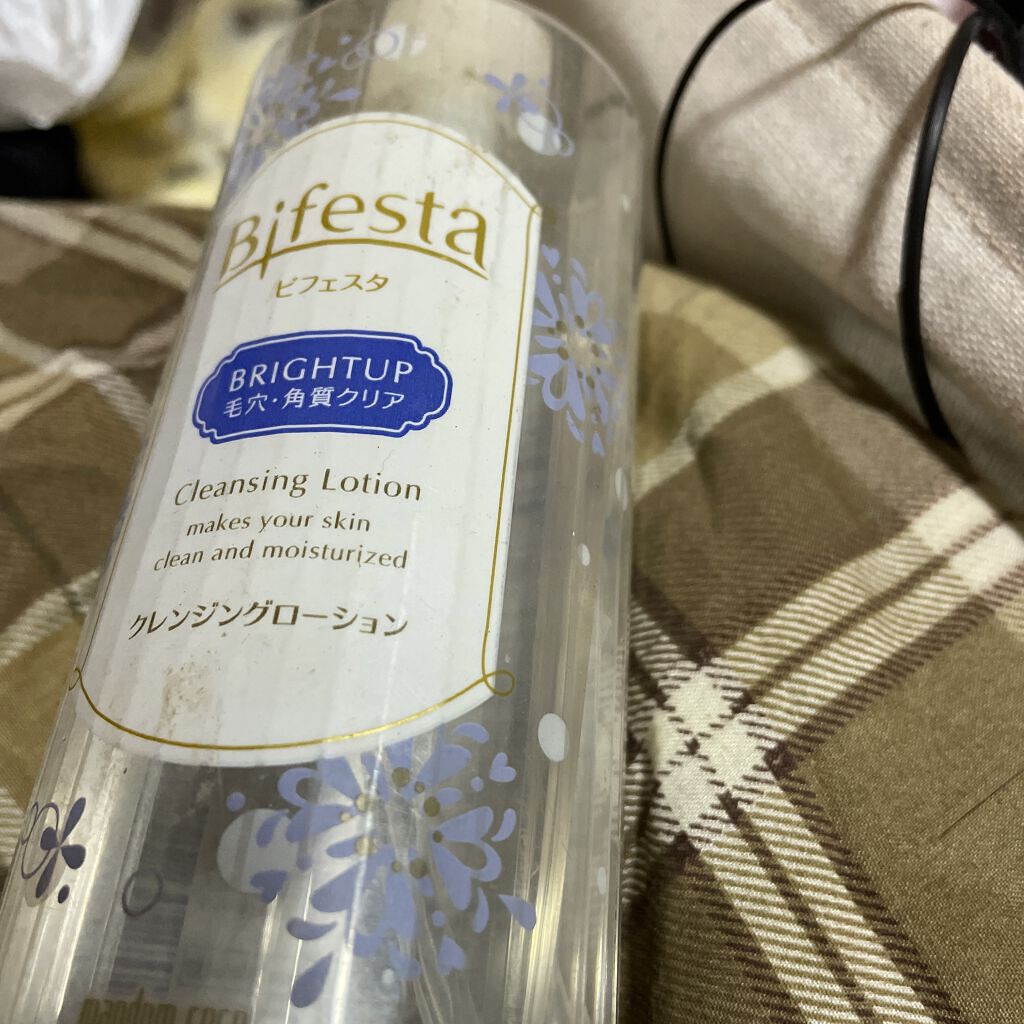 Bifesta
ビフェスタ
BRIGHTUP
毛穴・角質クリア
Cleansing Lotion
makes your skin
clean and moisturized
クレンジングローション